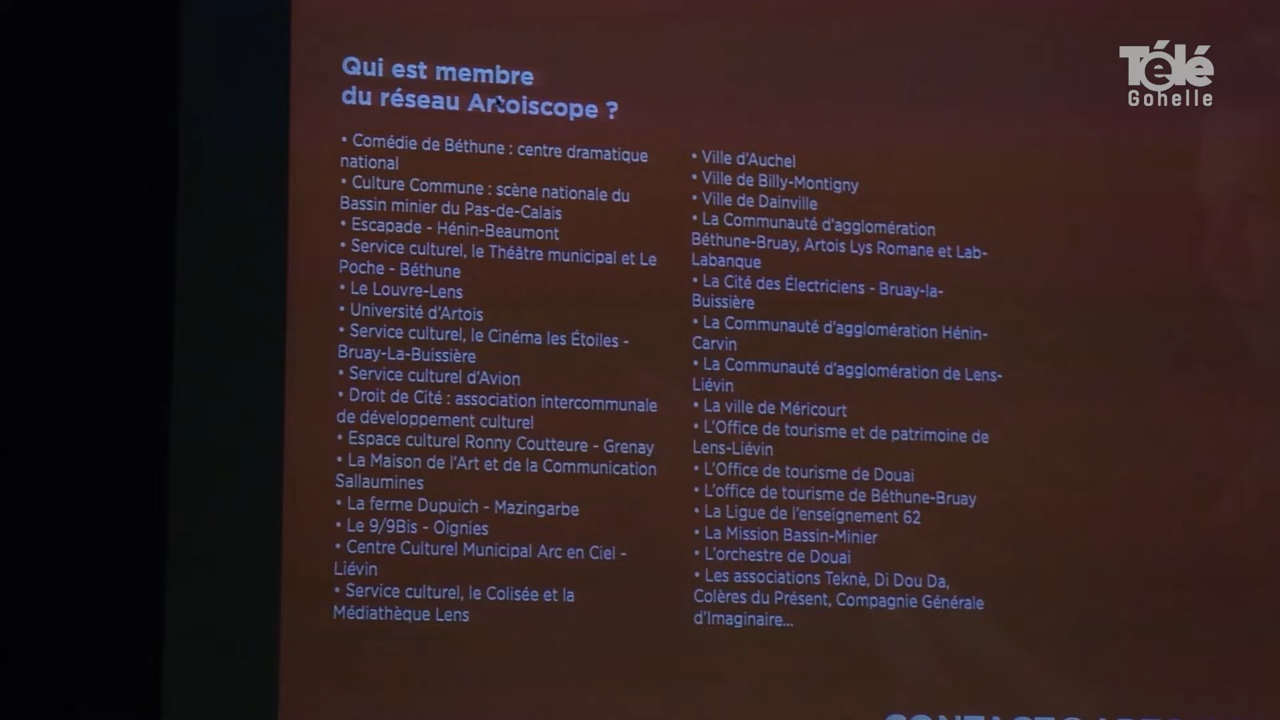 Télé
Gohelle
Qui est membre
du réseau Artoiscope ?
• Comédie de Béthune : centre dramatique
national
• Culture Commune : scène nationale du
Bassin minier du Pas-de-Calais
• Escapade - Hénin-Beaumont
• Service culturel, le Théâtre municipal et Le
Poche - Béthune
• Le Louvre-Lens
• Université d'Artois
• Service culturel, le Cinéma les Étoiles -
Bruay-La-Buissière
• Service culturel d'Avion
• Droit de Cité : association intercommunale
de développement culturel
• Espace culturel Ronny Coutteure - Grenay
• La Maison de l'Art et de la Communication
Sallaumines
• La ferme Dupuich - Mazingarbe
• Le 9/9Bis - Oignies
• Centre Culturel Municipal Arc en Ciel -
Liévin
• Service culturel, le Colisée et la
Médiathèque Lens
• Ville d'Auchel
• Ville de Billy-Montigny
• Ville de Dainville
• La Communauté d'agglomération
Béthune-Bruay, Artois Lys Romane et Lab-
Labanque
• La Cité des Électriciens - Bruay-la-
Buissière
• La Communauté d'agglomération Hénin-
Carvin
• La Communauté d'agglomération de Lens-
Liévin
• La ville de Méricourt
• L'Office de tourisme et de patrimoine de
Lens-Liévin
• L'Office de tourisme de Douai
• L'office de tourisme de Béthune-Bruay
• La Ligue de l'enseignement 62
• La Mission Bassin-Minier
• L'orchestre de Douai
• Les associations Teknè, Di Dou Da,
Colères du Présent, Compagnie Générale
d'Imaginaire...